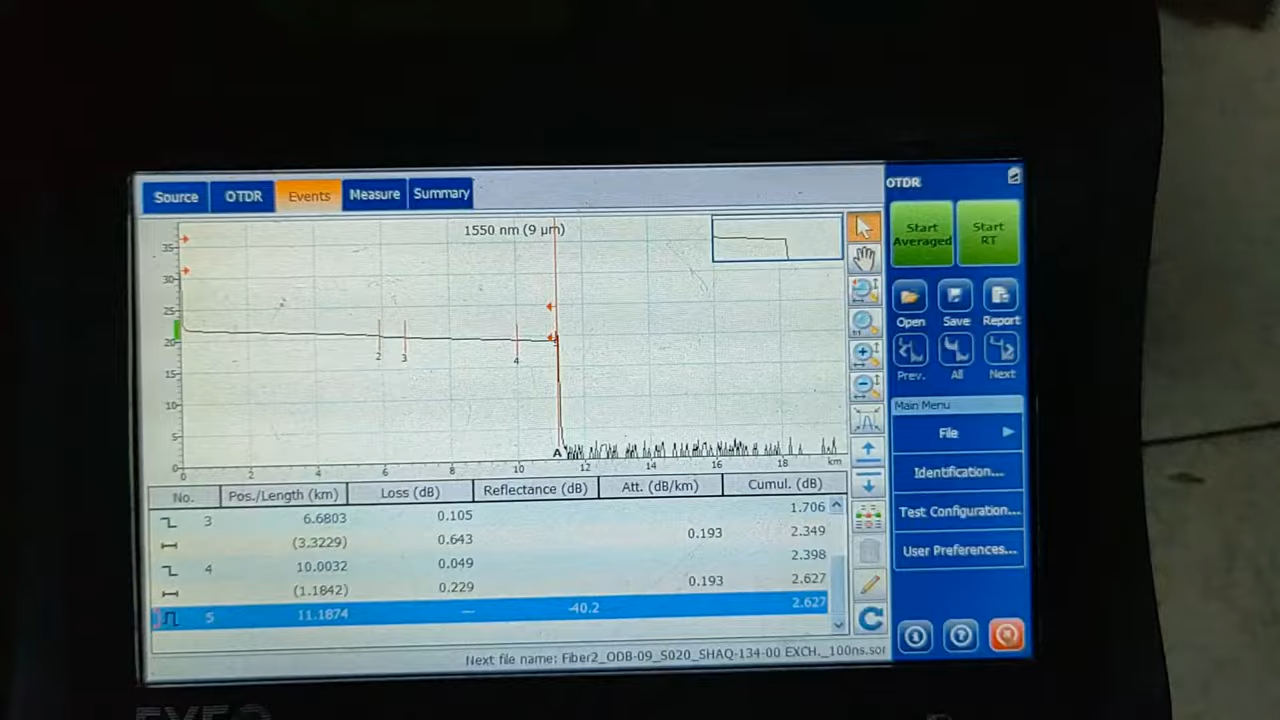 Source OTDR Events Measure Summary
OTDR
1550 nm (9 µm)
Start Averaged
Start RT
Open Save Report
Prev. All Next
Main Menu
File
Identification...
Test Configuration...
User Preferences...
35
30
25
20
15
10
5
0
2 3 4
A
0 2 4 6 8 10 12 14 16 18 km
No. Pos./Length (km) Loss (dB) Reflectance (dB) Att. (dB/km) Cumul. (dB)
3 6.6803 0.105 1.706
(3.3229) 0.643 0.193 2.349
4 10.0032 0.049 2.398
(1.1842) 0.229 0.193 2.627
5 11.1874 --- -40.2 2.627
Next file name: Fiber2_ODB-09_S020_SHAQ-134-00 EXCH._100ns.sor